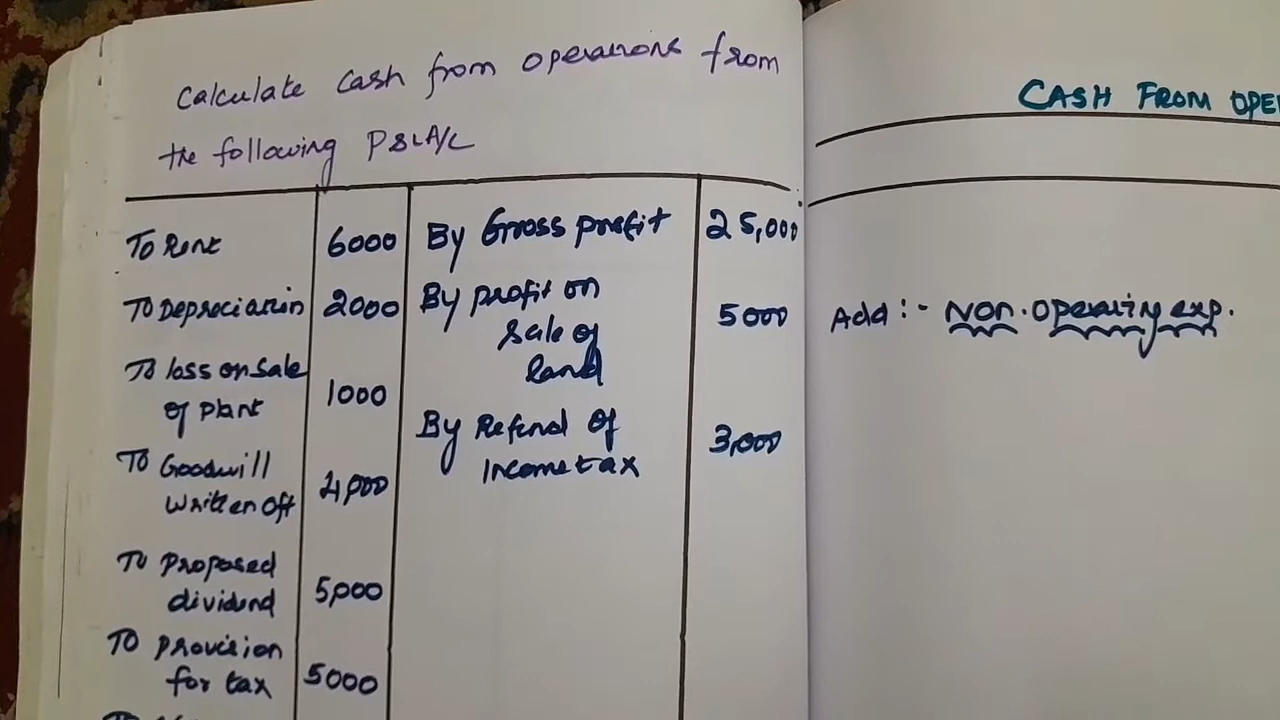 Calculate Cash from operations from
the following P&L A/C
To Rent 6000 By Gross profit 25,000
To Depreciation 2000 By profit on
sale of
land 5000
To loss on sale
of plant 1000
By Refund of
Income tax 3,000
To Goodwill
written off 4,000
To proposed
dividend 5,000
To provision
for tax 5000
To
CASH FROM OPE
Add :- Non. Operating exp.